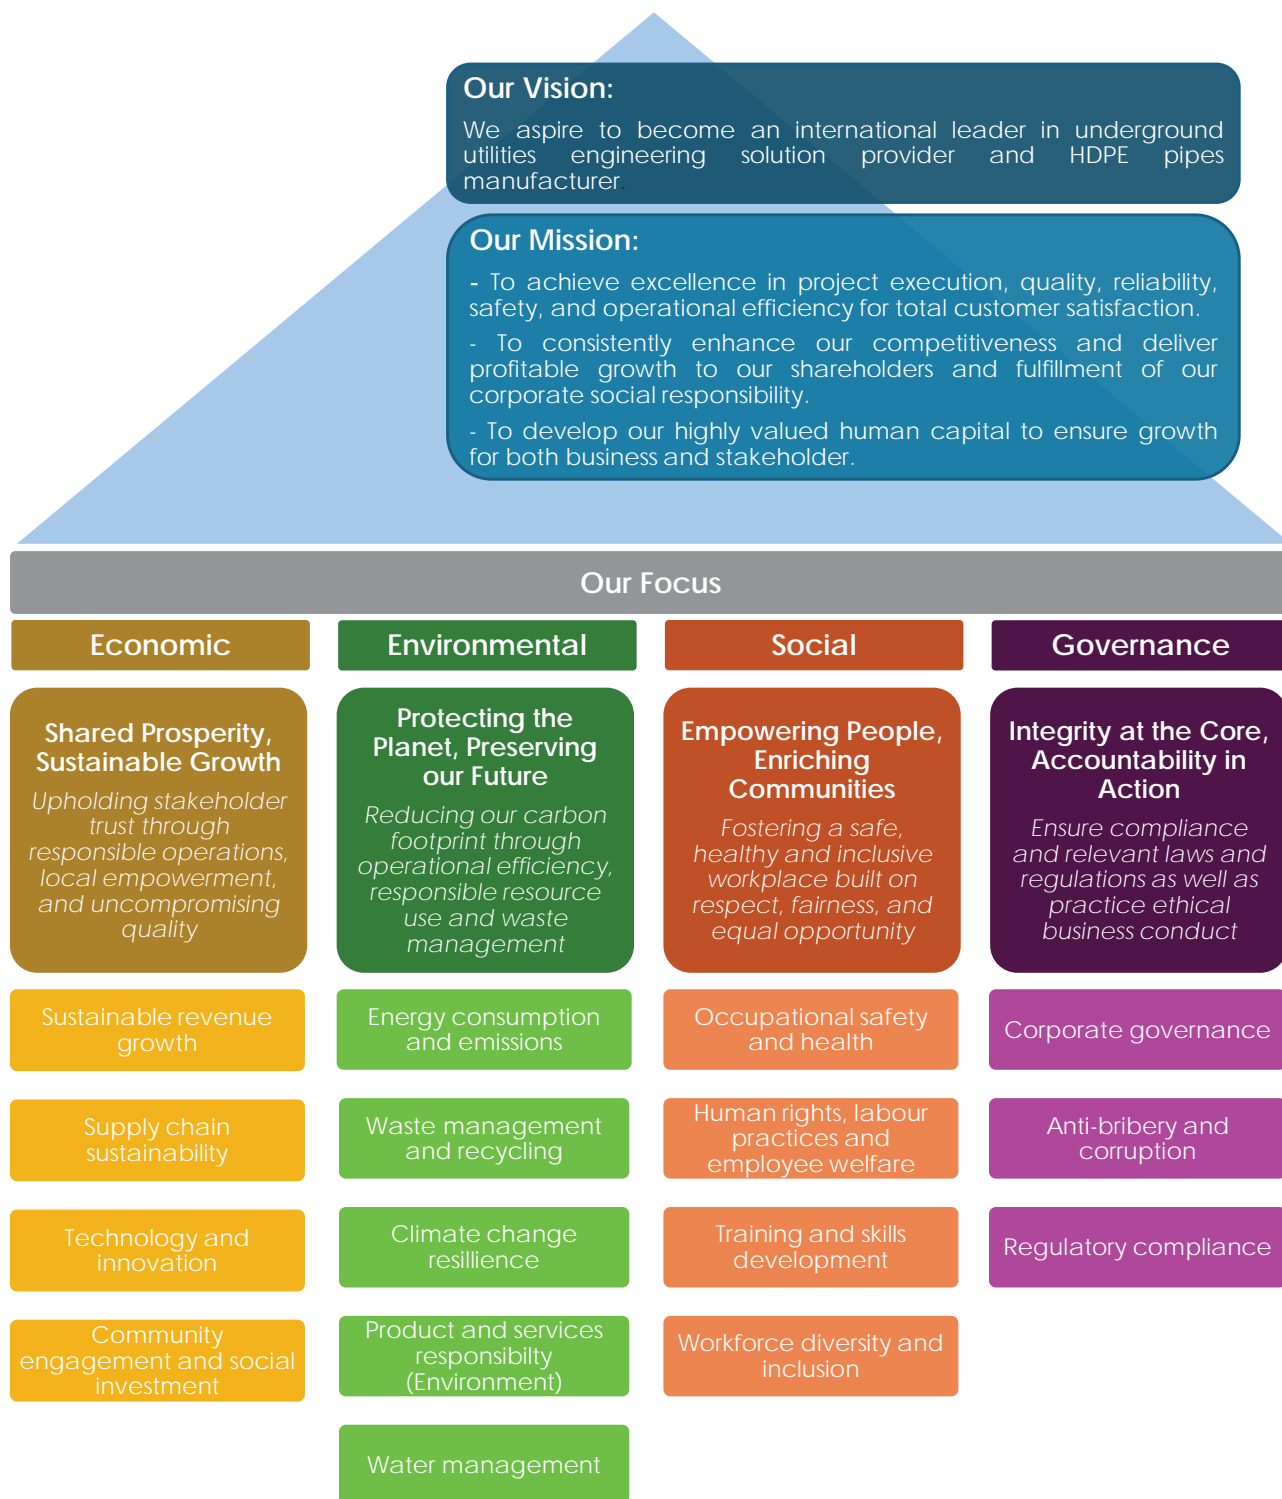 Our Vision:
We aspire to become an international leader in underground
utilities engineering solution provider and HDPE pipes
manufacturer.
Our Mission:
- To achieve excellence in project execution, quality, reliability,
safety, and operational efficiency for total customer satisfaction.
- To consistently enhance our competitiveness and deliver
profitable growth to our shareholders and fulfillment of our
corporate social responsibility.
- To develop our highly valued human capital to ensure growth
for both business and stakeholder.
Our Focus
Economic
Shared Prosperity,
Sustainable Growth
Upholding stakeholder
trust through
responsible operations,
local empowerment,
and uncompromising
quality
Sustainable revenue
growth
Supply chain
sustainability
Technology and
innovation
Community
engagement and social
investment
Environmental
Protecting the
Planet, Preserving
our Future
Reducing our carbon
footprint through
operational efficiency,
responsible resource
use and waste
management
Energy consumption
and emissions
Waste management
and recycling
Climate change
resillience
Product and services
responsibilty
(Environment)
Water management
Social
Empowering People,
Enriching
Communities
Fostering a safe,
healthy and inclusive
workplace built on
respect, fairness, and
equal opportunity
Occupational safety
and health
Human rights, labour
practices and
employee welfare
Training and skills
development
Workforce diversity and
inclusion
Governance
Integrity at the Core,
Accountability in
Action
Ensure compliance
and relevant laws and
regulations as well as
practice ethical
business conduct
Corporate governance
Anti-bribery and
corruption
Regulatory compliance